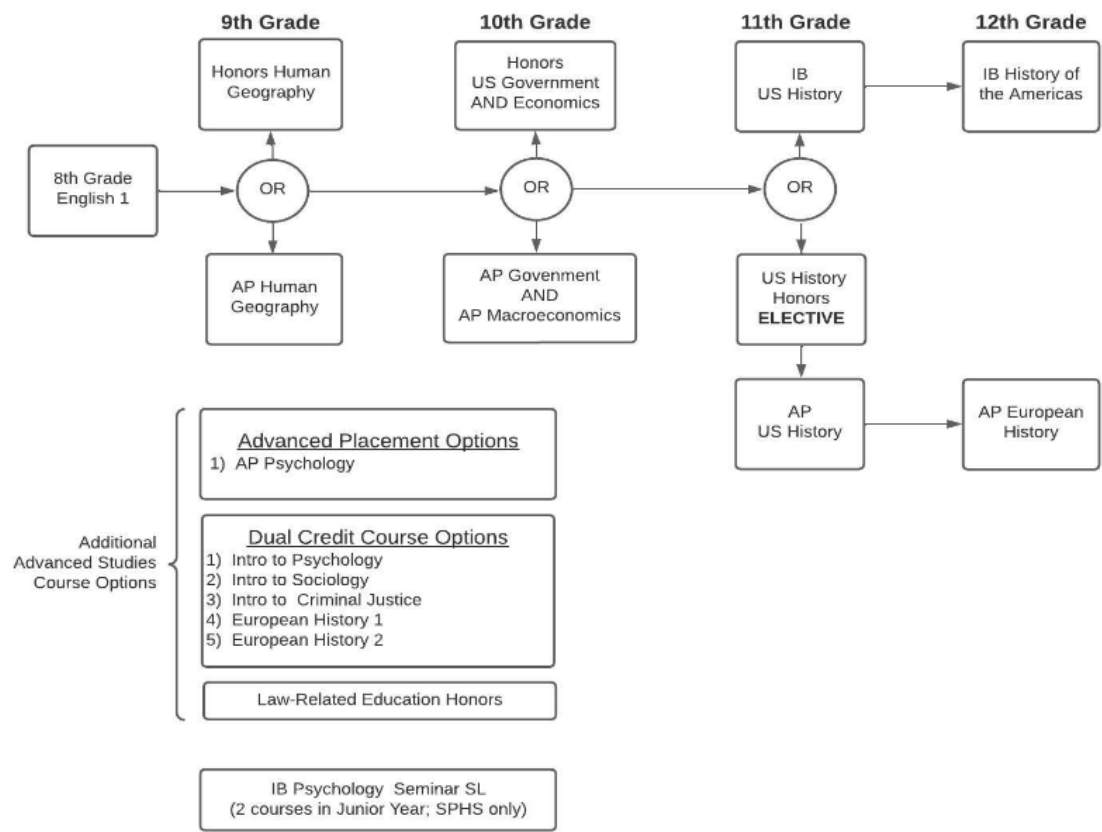 9th Grade
10th Grade
11th Grade
12th Grade
Honors Human
Geography
Honors
US Government
AND Economics
IB
US History
IB History of
the Americas
8th Grade
English 1
OR
OR
OR
AP Human
Geography
AP Govenment
AND
AP Macroeconomics
US History
Honors
ELECTIVE
AP
US History
AP European
History
Additional
Advanced Studies
Course Options
Advanced Placement Options
1) AP Psychology
Dual Credit Course Options
1) Intro to Psychology
2) Intro to Sociology
3) Intro to Criminal Justice
4) European History 1
5) European History 2
Law-Related Education Honors
IB Psychology Seminar SL
(2 courses in Junior Year; SPHS only)